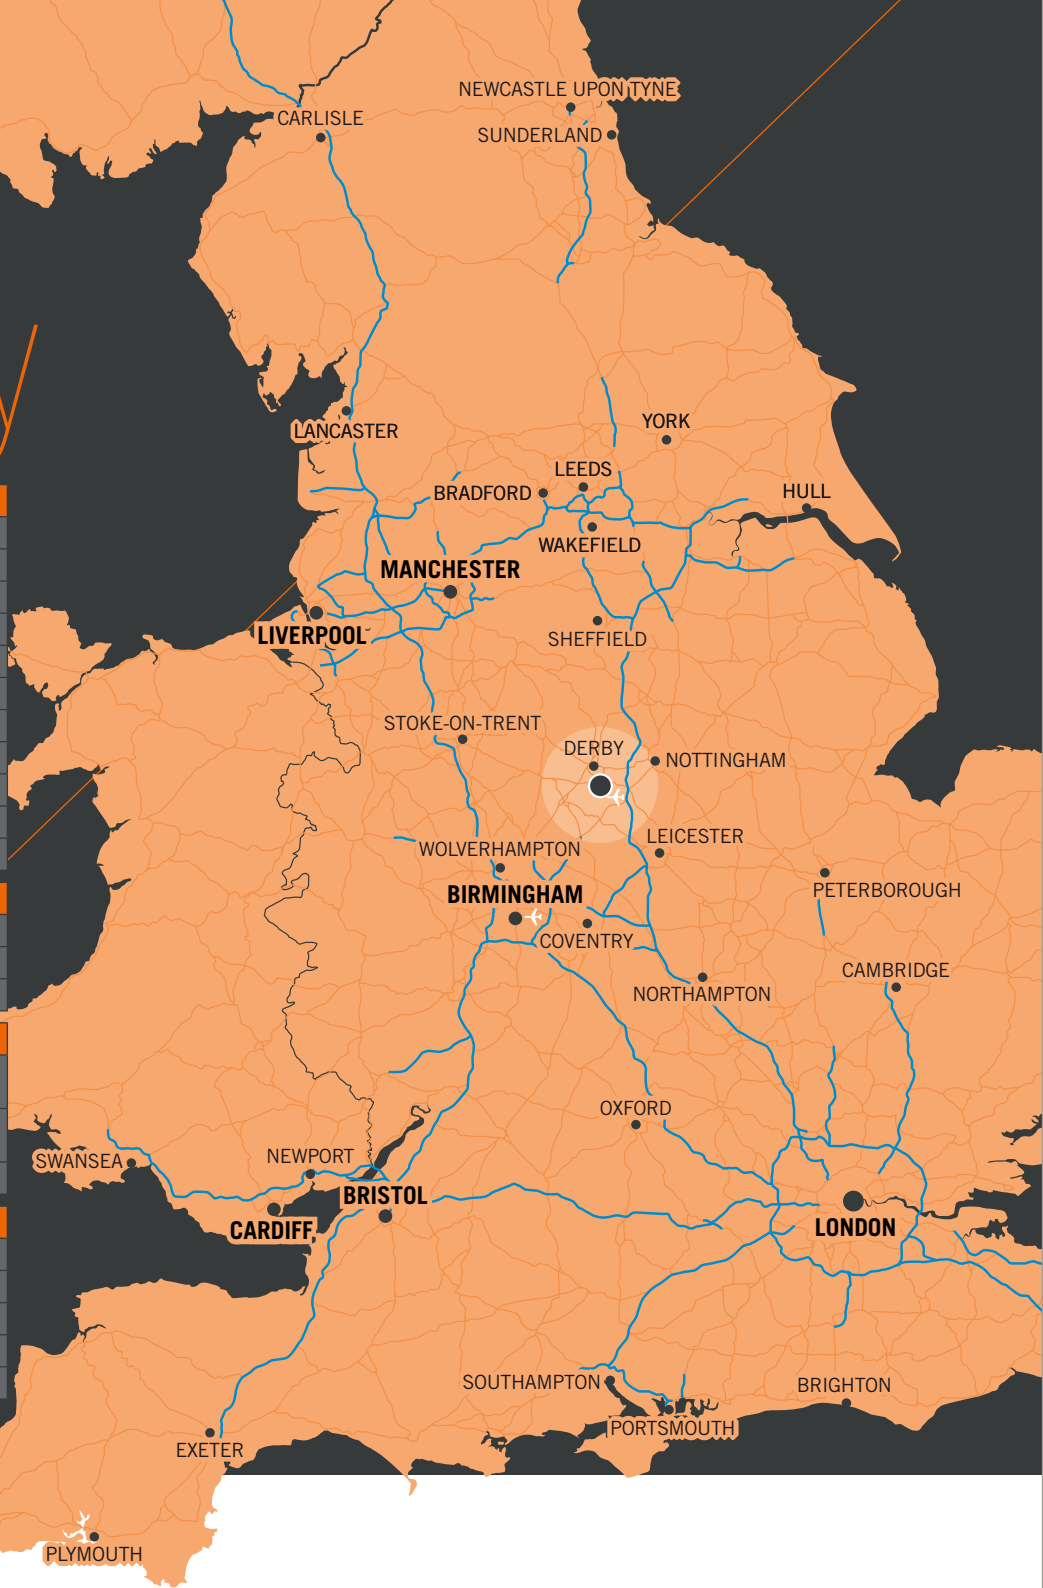 NEWCASTLE UPON TYNE
CARLISLE
SUNDERLAND
LANCASTER
YORK
LEEDS
BRADFORD
HULL
WAKEFIELD
MANCHESTER
LIVERPOOL
SHEFFIELD
STOKE-ON-TRENT
DERBY
NOTTINGHAM
LEICESTER
WOLVERHAMPTON
PETERBOROUGH
BIRMINGHAM
COVENTRY
CAMBRIDGE
NORTHAMPTON
OXFORD
NEWPORT
SWANSEA
BRISTOL
CARDIFF
LONDON
SOUTHAMPTON
BRIGHTON
PORTSMOUTH
EXETER
PLYMOUTH